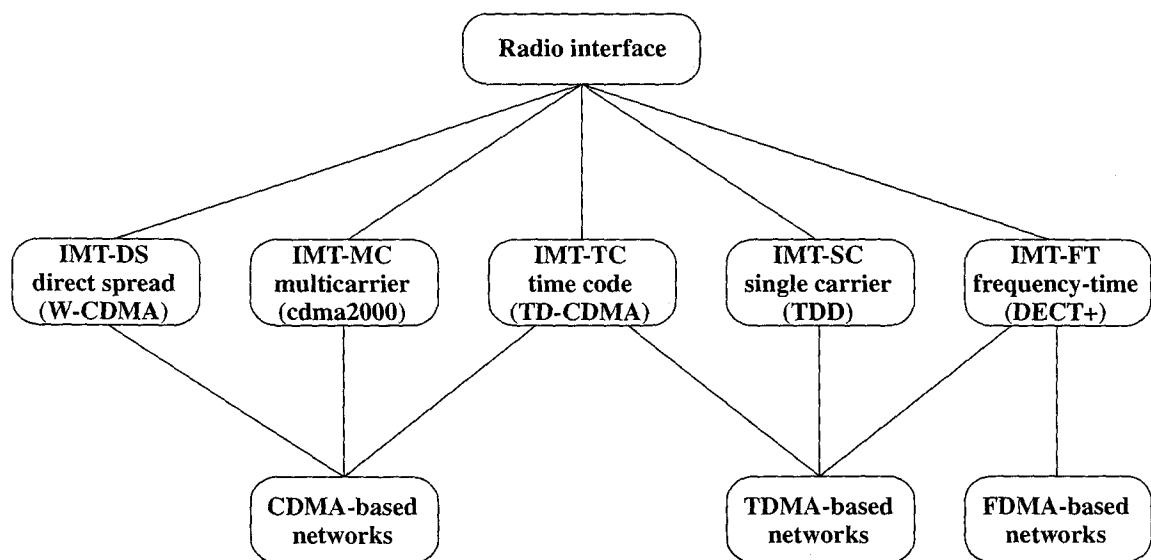 Radio interface
IMT-DS
direct spread
(W-CDMA)
IMT-MC
multicarrier
(cdma2000)
IMT-TC
time code
(TD-CDMA)
IMT-SC
single carrier
(TDD)
IMT-FT
frequency-time
(DECT+)
CDMA-based
networks
TDMA-based
networks
FDMA-based
networks